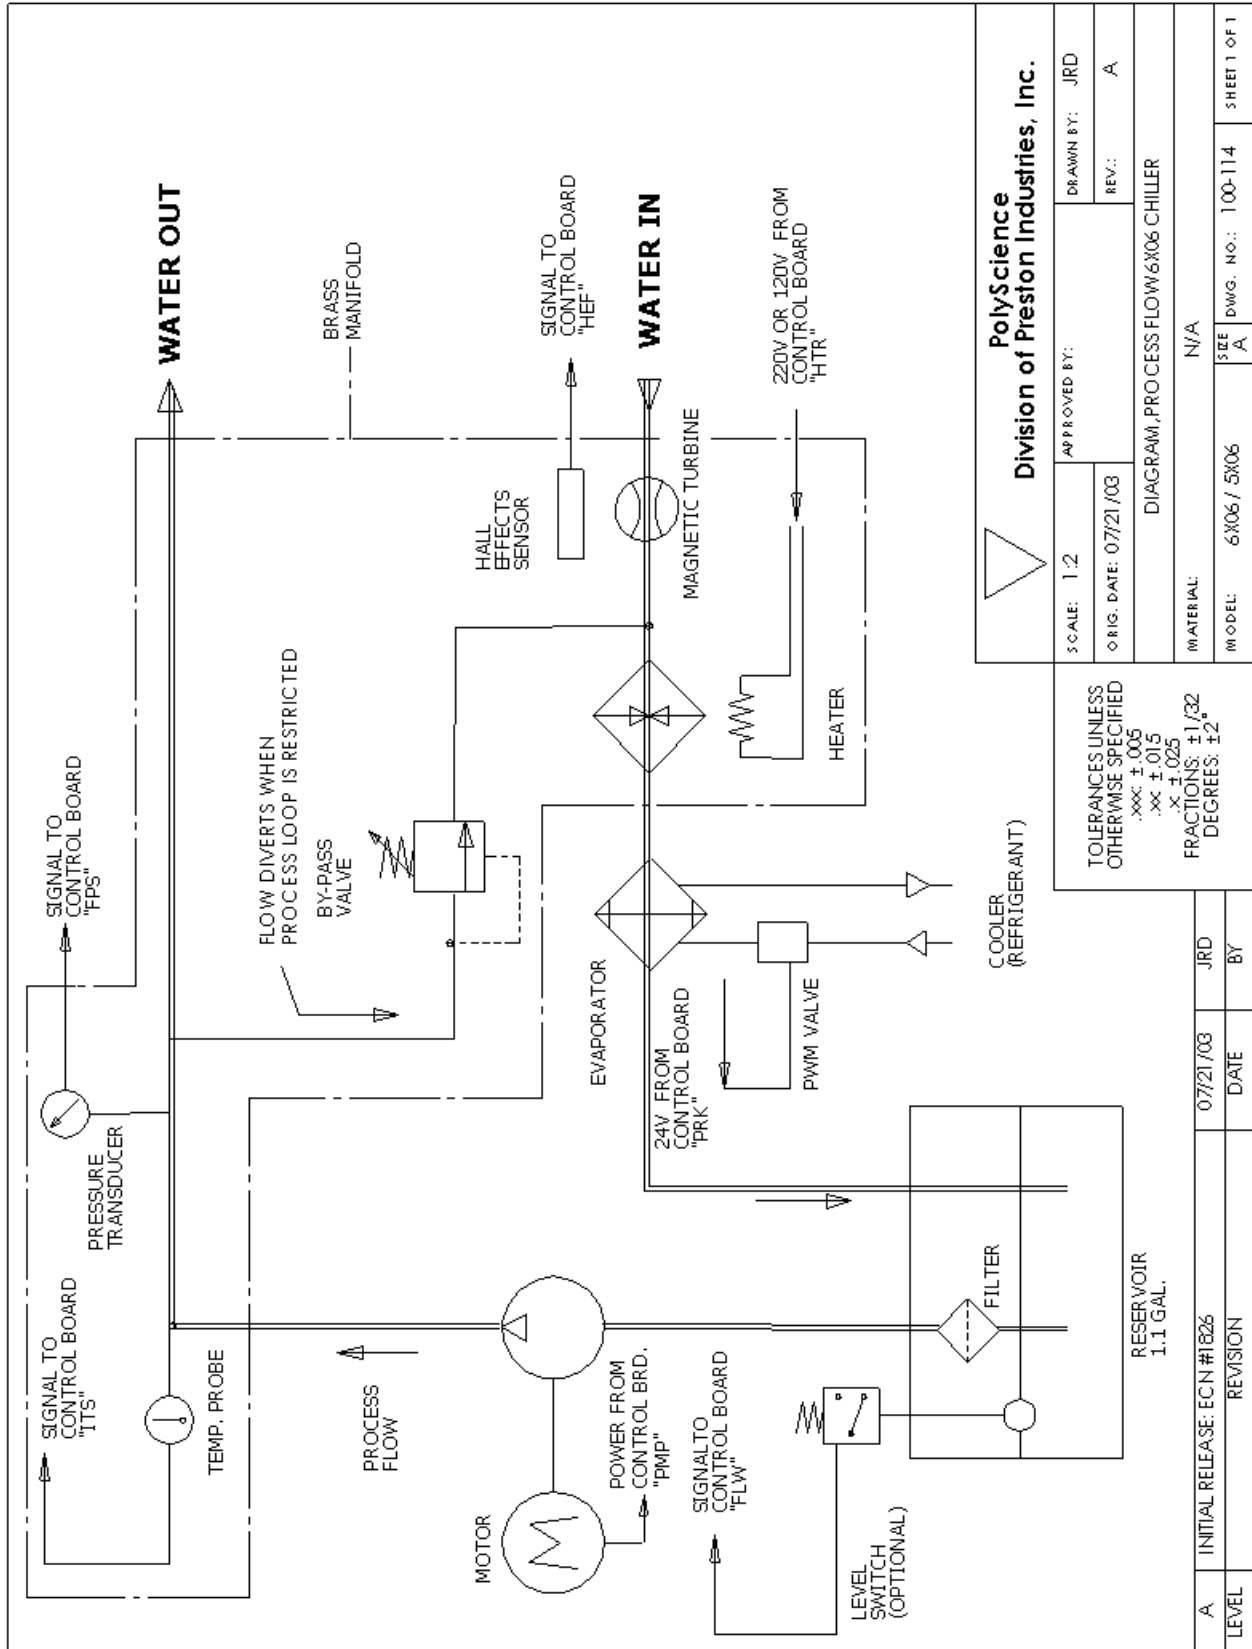 SIGNAL TO
CONTROL BOARD
"ITS"
TEMP. PROBE
PRESSURE
TRANSDUCER
SIGNAL TO
CONTROL BOARD
"FPS"
WATER OUT
BRASS
MANIFOLD
FLOW DIVERTS WHEN
PROCESS LOOP IS RESTRICTED
BY-PASS
VALVE
PROCESS
FLOW
HALL
EFFECTS
SENSOR
SIGNAL TO
CONTROL BOARD
"HEF"
WATER IN
MAGNETIC TURBINE
MOTOR
M
POWER FROM
CONTROL BRD.
"PMP"
EVAPORATOR
24V FROM
CONTROL BOARD
"PRK"
220V OR 120V FROM
CONTROL BOARD
"HTR"
HEATER
PWM VALVE
SIGNAL TO
CONTROL BOARD
"FLW"
LEVEL
SWITCH
(OPTIONAL)
FILTER
COOLER
(REFRIGERANT)
RESERVOIR
1.1 GAL.
TOLERANCES UNLESS
OTHERWISE SPECIFIED
.xxx ±.005
.xx ±.015
.x ±.025
FRACTIONS: ±1/32
DEGREES: ±2°
PolyScience
Division of Preston Industries, Inc.
SCALE: 1:2
APPROVED BY:
DRAWN BY: JRD
ORIG. DATE: 07/21/03
REV.: A
DIAGRAM,PROCESS FLOW 6X06 CHILLER
MATERIAL: N/A
MODEL: 6X06 / 5X06
SIZE A
DWG. NO.: 100-114
SHEET 1 OF 1
A INITIAL RELEASE: ECN #1826 07/21/03 JRD
LEVEL REVISION DATE BY